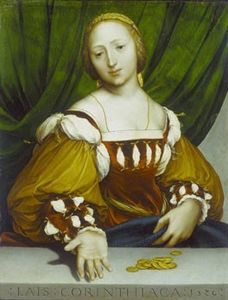 : LAIS : CORINTHIACA : 1526 :